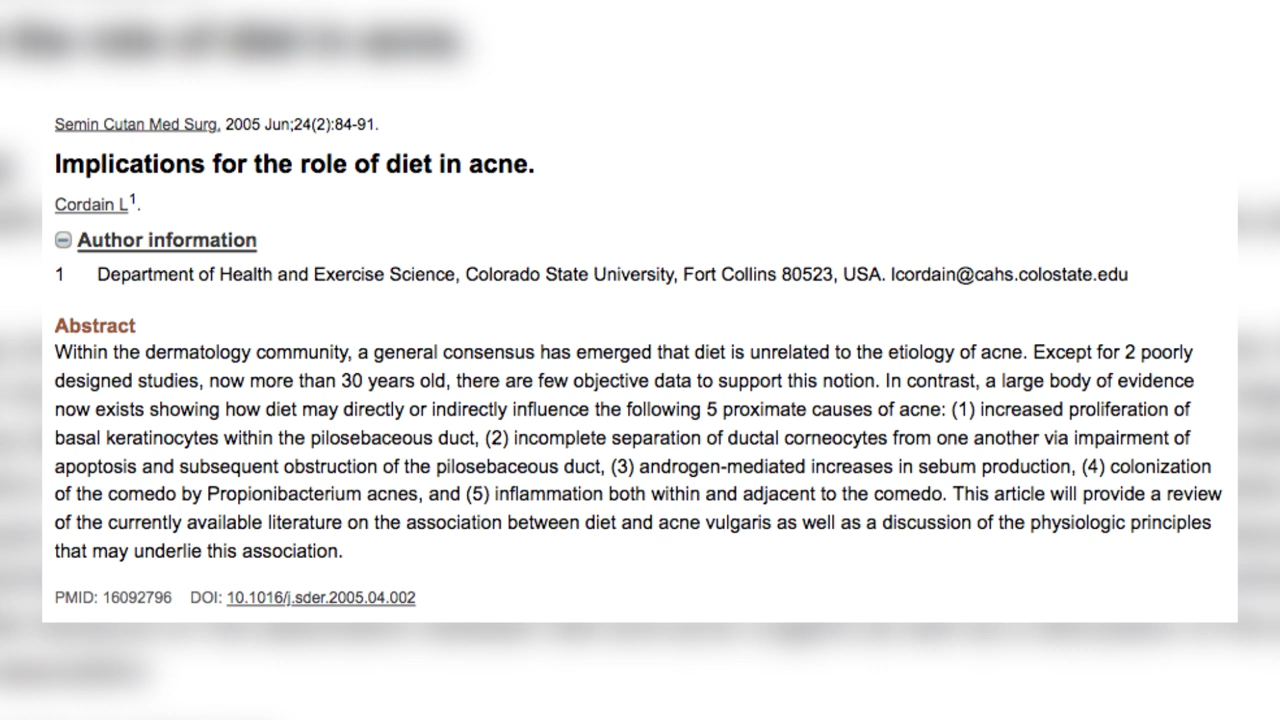 the role of diet in acne.
Semin Cutan Med Surg. 2005 Jun;24(2):84-91.
Implications for the role of diet in acne.
Cordain L1.
Author information
1 Department of Health and Exercise Science, Colorado State University, Fort Collins 80523, USA. lcordain@cahs.colostate.edu
Abstract
Within the dermatology community, a general consensus has emerged that diet is unrelated to the etiology of acne. Except for 2 poorly
designed studies, now more than 30 years old, there are few objective data to support this notion. In contrast, a large body of evidence
now exists showing how diet may directly or indirectly influence the following 5 proximate causes of acne: (1) increased proliferation of
basal keratinocytes within the pilosebaceous duct, (2) incomplete separation of ductal corneocytes from one another via impairment of
apoptosis and subsequent obstruction of the pilosebaceous duct, (3) androgen-mediated increases in sebum production, (4) colonization
of the comedo by Propionibacterium acnes, and (5) inflammation both within and adjacent to the comedo. This article will provide a review
of the currently available literature on the association between diet and acne vulgaris as well as a discussion of the physiologic principles
that may underlie this association.
PMID: 16092796 DOI: 10.1016/j.sder.2005.04.002